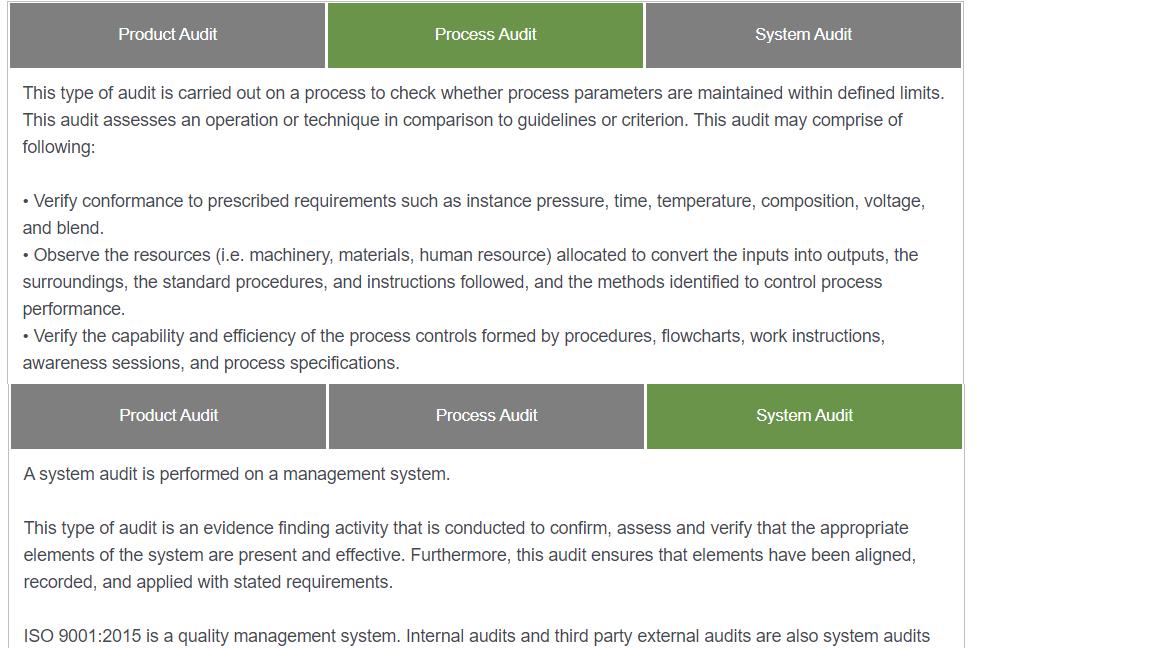 Product Audit Process Audit System Audit
This type of audit is carried out on a process to check whether process parameters are maintained within defined limits.
This audit assesses an operation or technique in comparison to guidelines or criterion. This audit may comprise of
following:
• Verify conformance to prescribed requirements such as instance pressure, time, temperature, composition, voltage,
and blend.
• Observe the resources (i.e. machinery, materials, human resource) allocated to convert the inputs into outputs, the
surroundings, the standard procedures, and instructions followed, and the methods identified to control process
performance.
• Verify the capability and efficiency of the process controls formed by procedures, flowcharts, work instructions,
awareness sessions, and process specifications.
Product Audit Process Audit System Audit
A system audit is performed on a management system.
This type of audit is an evidence finding activity that is conducted to confirm, assess and verify that the appropriate
elements of the system are present and effective. Furthermore, this audit ensures that elements have been aligned,
recorded, and applied with stated requirements.
ISO 9001:2015 is a quality management system. Internal audits and third party external audits are also system audits